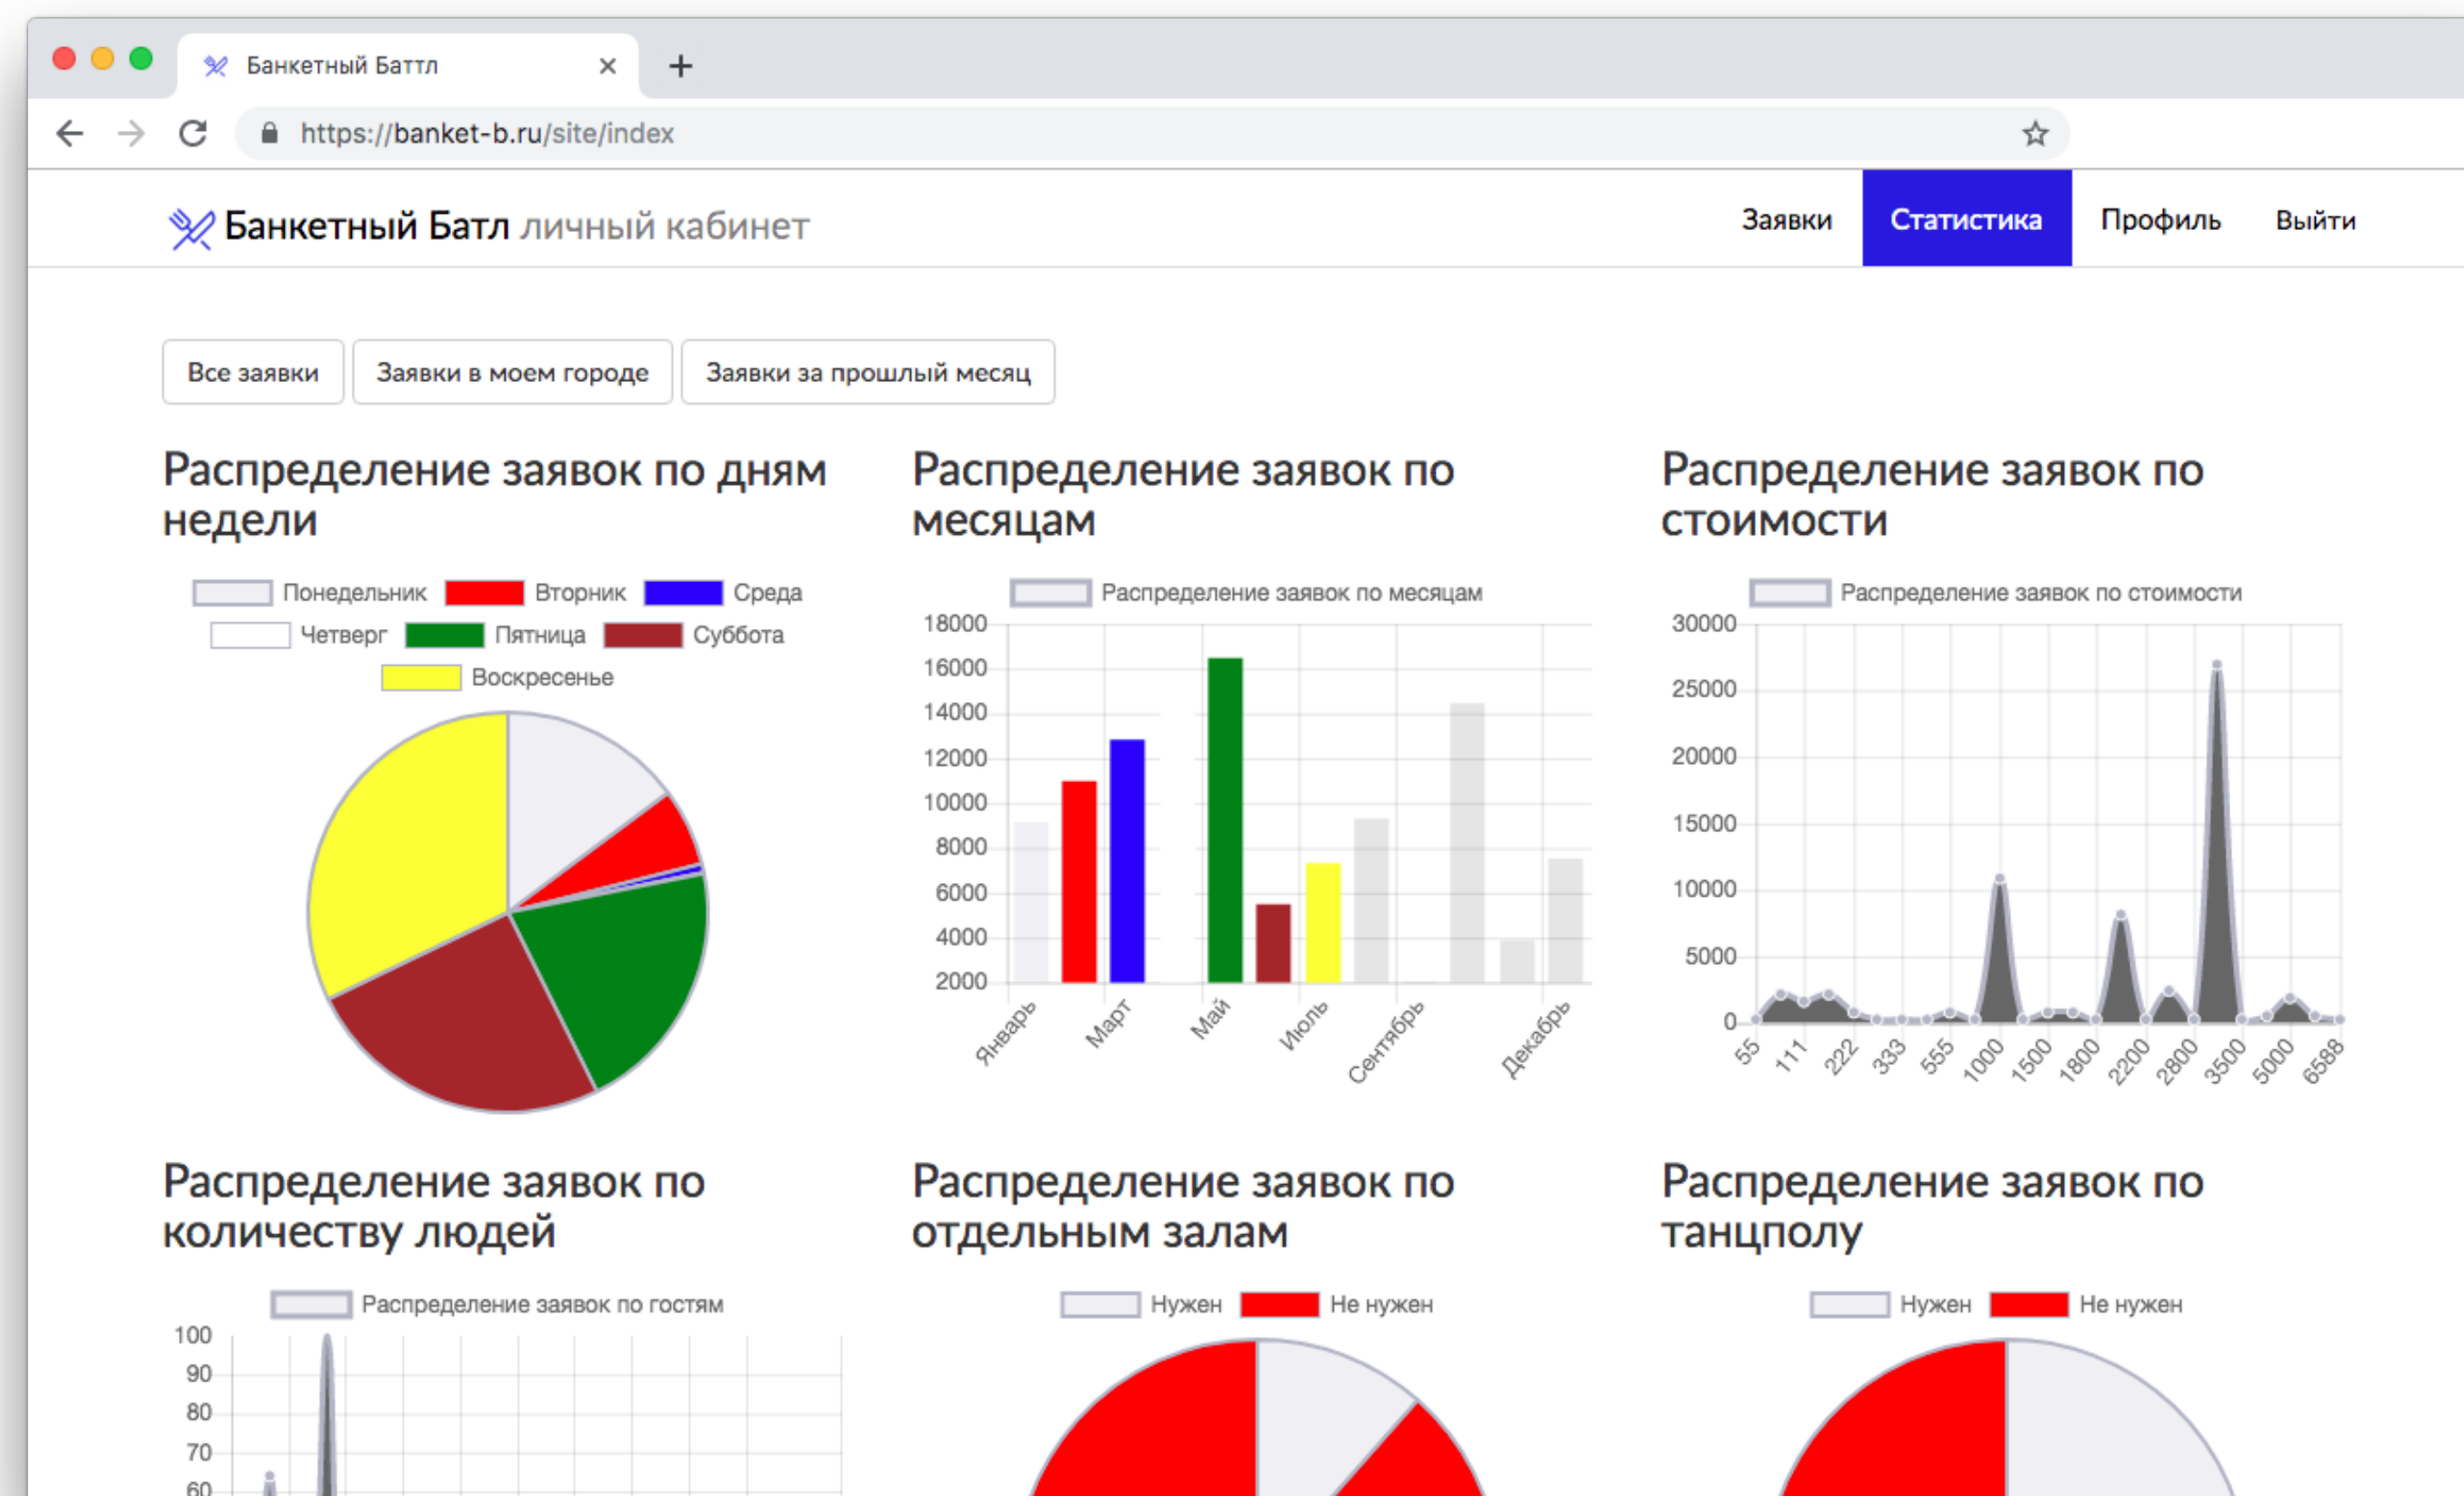 Банкетный Баттл
https://banket-b.ru/site/index
Банкетный Батл личный кабинет
Заявки Статистика Профиль Выйти
Все заявки Заявки в моем городе Заявки за прошлый месяц
Распределение заявок по дням
недели
Понедельник Вторник Среда
Четверг Пятница Суббота
Воскресенье
Распределение заявок по
месяцам
Распределение заявок по месяцам
18000
16000
14000
12000
10000
8000
6000
4000
2000
Январь Март Май Июль Сентябрь Декабрь
Распределение заявок по
стоимости
Распределение заявок по стоимости
30000
25000
20000
15000
10000
5000
0
55 111 222 333 555 1000 1500 1800 2200 2800 3500 5000 6588
Распределение заявок по
количеству людей
Распределение заявок по гостям
100
90
80
70
60
Распределение заявок по
отдельным залам
Нужен Не нужен
Распределение заявок по
танцполу
Нужен Не нужен